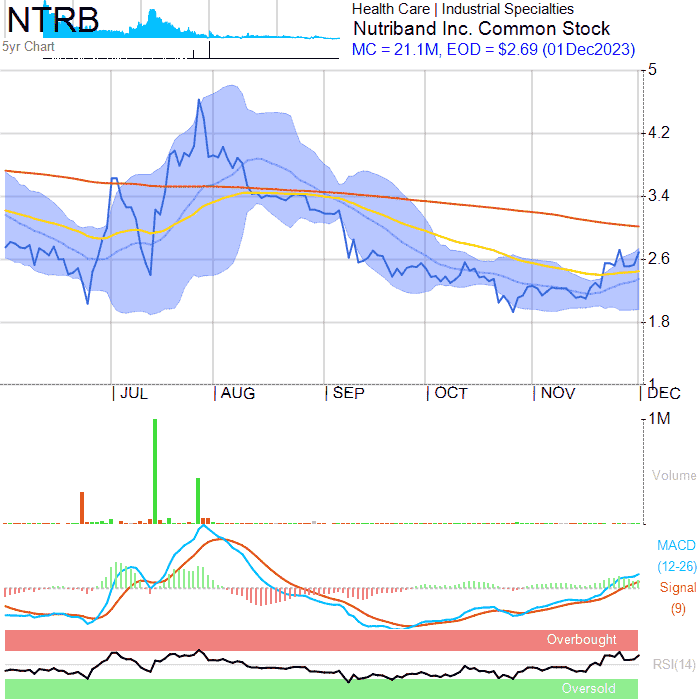 NTRB
Health Care | Industrial Specialties
Nutriband Inc. Common Stock
5yr Chart
MC = 21.1M, EOD = $2.69 (01Dec2023)
5
4.2
3.4
2.6
1.8
1
JUL AUG SEP OCT NOV DEC
1M
Volume
MACD
(12-26)
Signal
(9)
Overbought
RSI(14)
Oversold